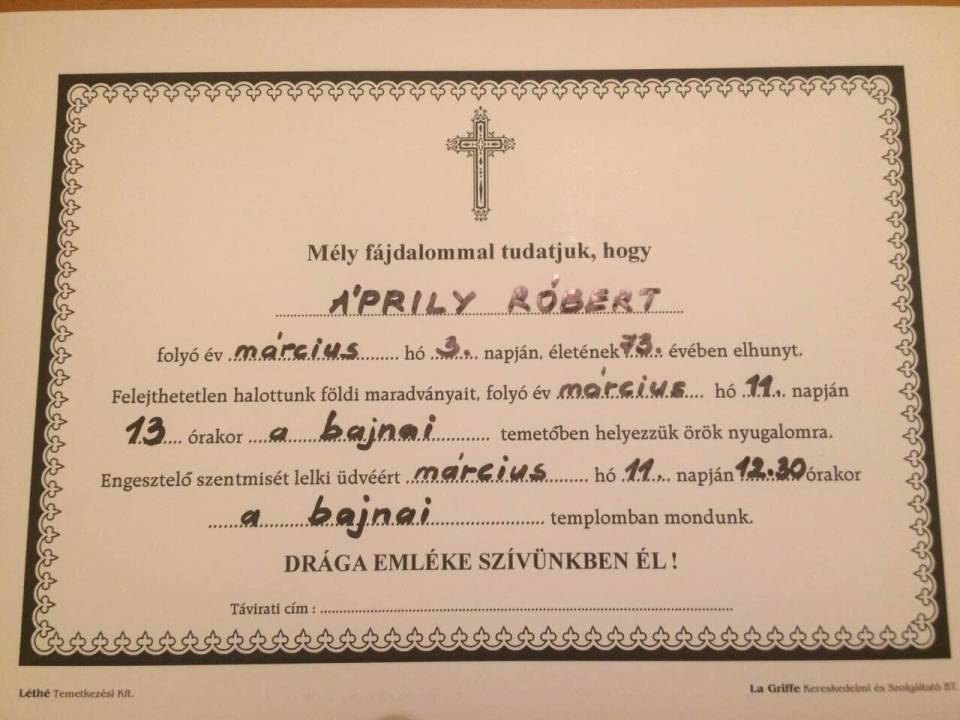 Mély fájdalommal tudatjuk, hogy
ÁPRILY RÓBERT
folyó év március hó 3. napján, életének 73. évében elhunyt.
Felejthetetlen halottunk földi maradványait, folyó év március hó 11. napján
13 órakor a bajnai temetőben helyezzük örök nyugalomra.
Engesztelő szentmisét lelki üdvéért március hó 11. napján 12.30 órakor
a bajnai templomban mondunk.
DRÁGA EMLÉKE SZÍVÜNKBEN ÉL !
Távirati cím :
Léthé Temetkezési Kft.
La Griffe Kereskedelmi és Szolgáltató BT.